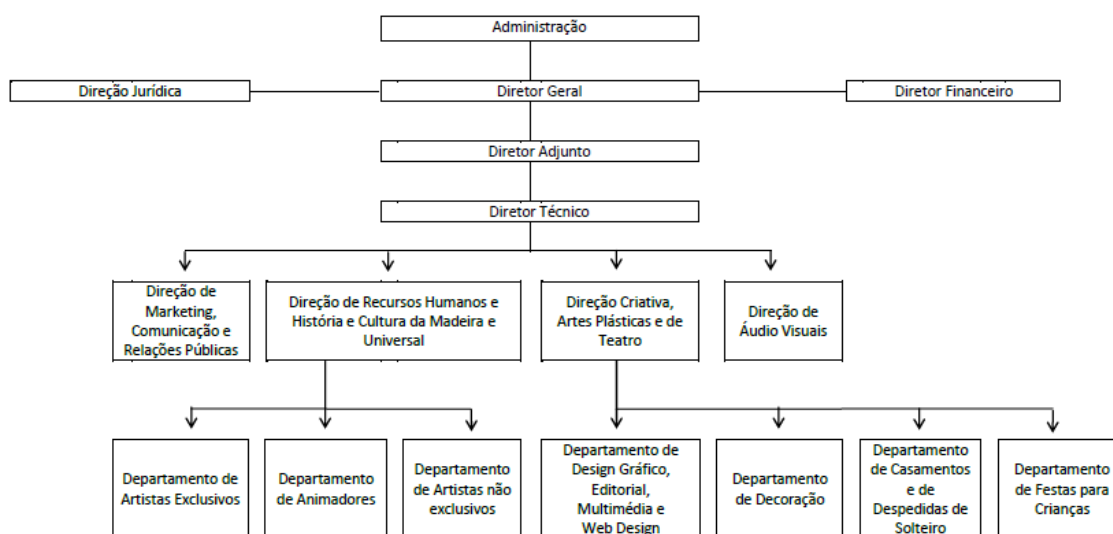 Administração
Direção Jurídica
Diretor Geral
Diretor Financeiro
Diretor Adjunto
Diretor Técnico
Direção de
Marketing,
Comunicação e
Relações Públicas
Direção de Recursos Humanos e
História e Cultura da Madeira e
Universal
Direção Criativa,
Artes Plásticas e de
Teatro
Direção de
Áudio Visuais
Departamento de
Artistas Exclusivos
Departamento
de Animadores
Departamento
de Artistas não
exclusivos
Departamento de
Design Gráfico,
Editorial,
Multimédia e
Web Design
Departamento
de Decoração
Departamento
de Casamentos
e de
Despedidas de
Solteiro
Departamento
de Festas para
Crianças